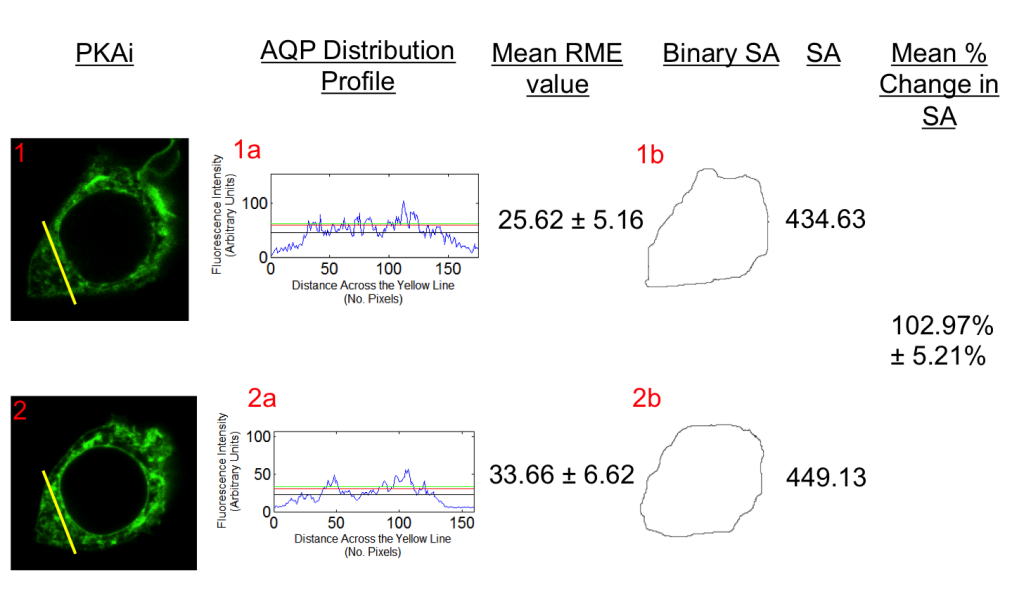 PKAi
AQP Distribution
Profile
Mean RME
value
Binary SA
SA
Mean %
Change in
SA
1
1a
Fluorescence Intensity
(Arbitrary Units)
100
50
0
0 50 100 150
Distance Across the Yellow Line
(No. Pixels)
25.62 ± 5.16
1b
434.63
102.97%
± 5.21%
2
2a
Fluorescence Intensity
(Arbitrary Units)
100
50
0
0 50 100 150
Distance Across the Yellow Line
(No. Pixels)
33.66 ± 6.62
2b
449.13